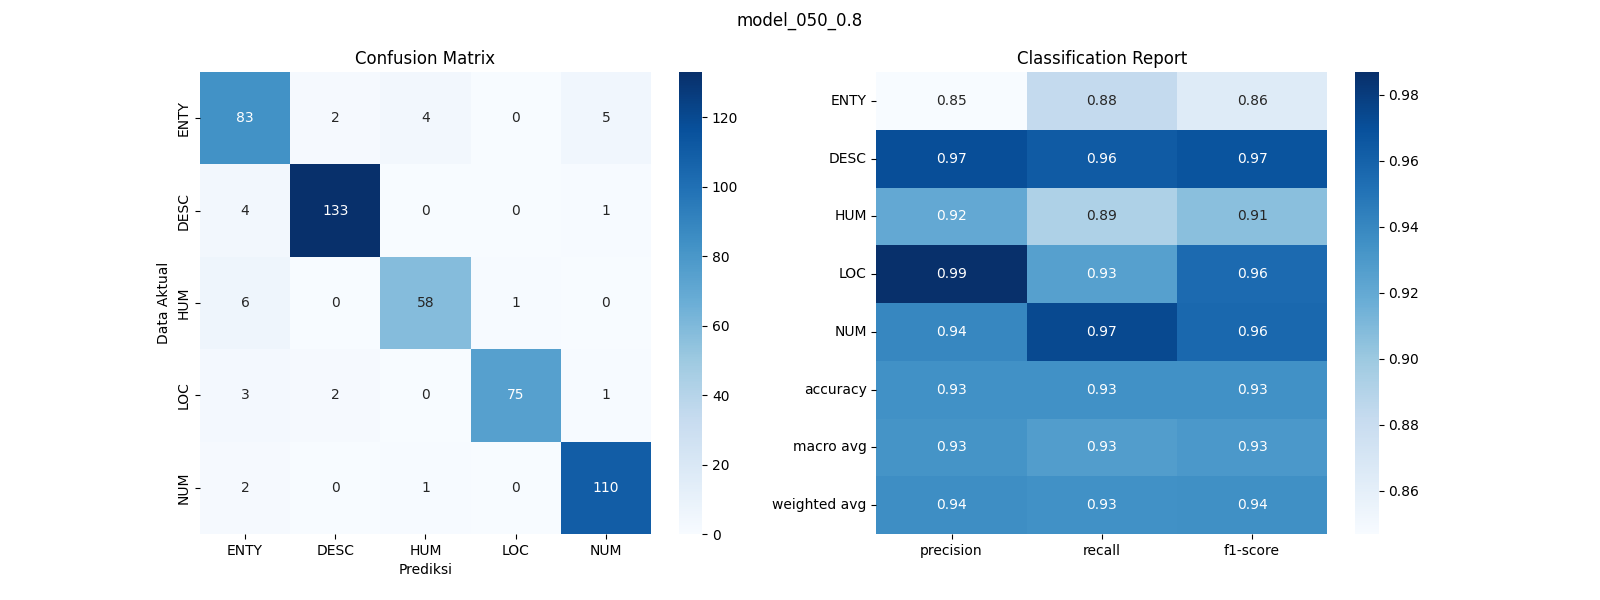 model_050_0.8
Confusion Matrix
Data Aktual
ENTY 83 2 4 0 5
DESC 4 133 0 0 1
HUM 6 0 58 1 0
LOC 3 2 0 75 1
NUM 2 0 1 0 110
ENTY DESC HUM LOC NUM
Prediksi
120
100
80
60
40
20
0
Classification Report
ENTY 0.85 0.88 0.86
DESC 0.97 0.96 0.97
HUM 0.92 0.89 0.91
LOC 0.99 0.93 0.96
NUM 0.94 0.97 0.96
accuracy 0.93 0.93 0.93
macro avg 0.93 0.93 0.93
weighted avg 0.94 0.93 0.94
precision recall f1-score
0.98
0.96
0.94
0.92
0.90
0.88
0.86